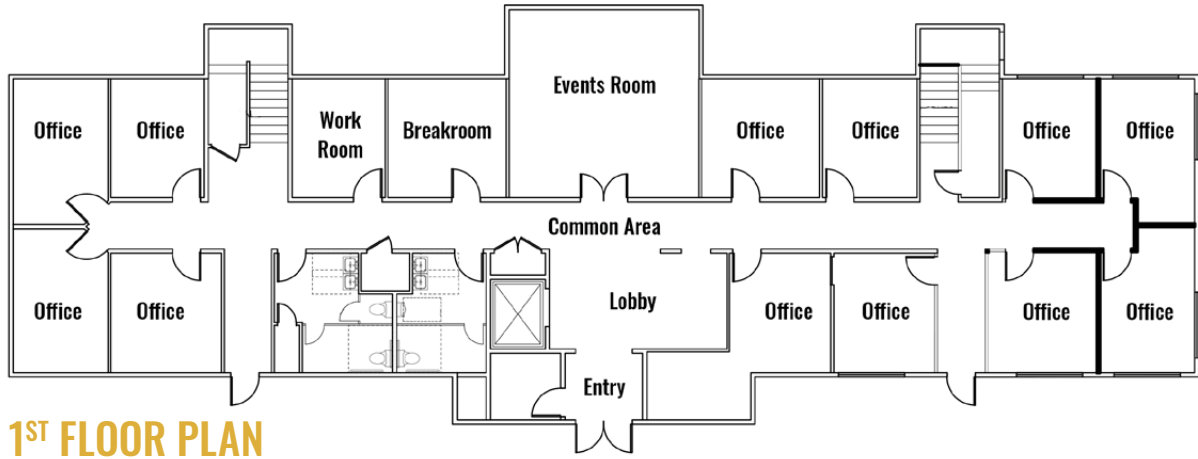 Events Room
Office
Office
Work
Room
Breakroom
Office
Office
Office
Office
Common Area
Office
Office
Lobby
Office
Office
Office
Office
Entry
1ST FLOOR PLAN